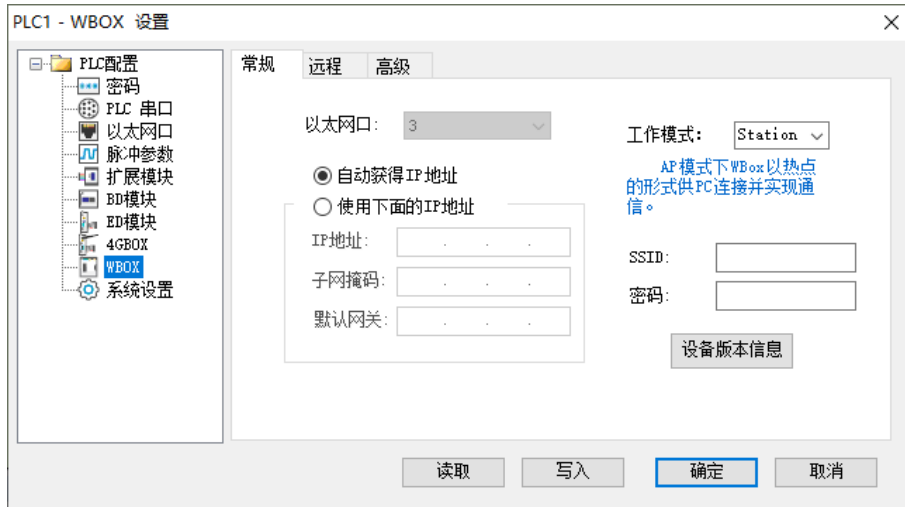 PLC1 - WBOX 设置
PLC配置
密码
PLC 串口
以太网口
脉冲参数
扩展模块
BD模块
ED模块
4GBOX
WBOX
系统设置
常规 远程 高级
以太网口: 3
自动获得IP地址
使用下面的IP地址
IP地址:
子网掩码:
默认网关:
工作模式: Station
AP模式下WBox以热点
的形式供PC连接并实现通
信。
SSID:
密码:
设备版本信息
读取 写入 确定 取消